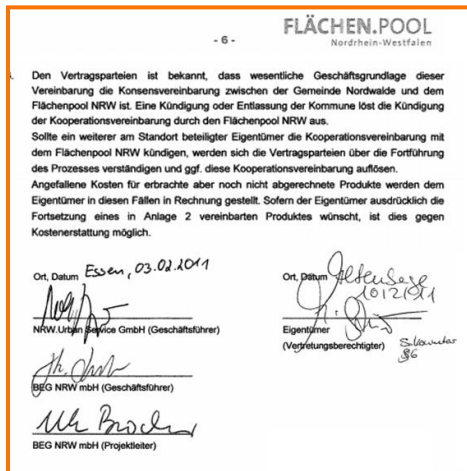 FLÄCHEN.POOL
- 6 -
Nordrhein-Westfalen
Den Vertragsparteien ist bekannt, dass wesentliche Geschäftsgrundlage dieser
Vereinbarung die Konsensvereinbarung zwischen der Gemeinde Nordwalde und dem
Flächenpool NRW ist. Eine Kündigung oder Entlassung der Kommune löst die Kündigung
der Kooperationsvereinbarung durch den Flächenpool NRW aus.
Sollte ein weiterer am Standort beteiligter Eigentümer die Kooperationsvereinbarung mit
dem Flächenpool NRW kündigen, werden sich die Vertragsparteien über die Fortführung
des Prozesses verständigen und ggf. diese Kooperationsvereinbarung auflösen.
Angefallene Kosten für erbrachte aber noch nicht abgerechnete Produkte werden dem
Eigentümer in diesen Fällen in Rechnung gestellt. Sofern der Eigentümer ausdrücklich die
Fortsetzung eines in Anlage 2 vereinbarten Produktes wünscht, ist dies gegen
Kostenerstattung möglich.
Ort, Datum Essen, 03.02.2011
NRW.Urban Service GmbH (Geschäftsführer)
BEG NRW mbH (Geschäftsführer)
BEG NRW mbH (Projektleiter)
Ort, Datum
Eigentümer
(Vertretungsberechtigter)